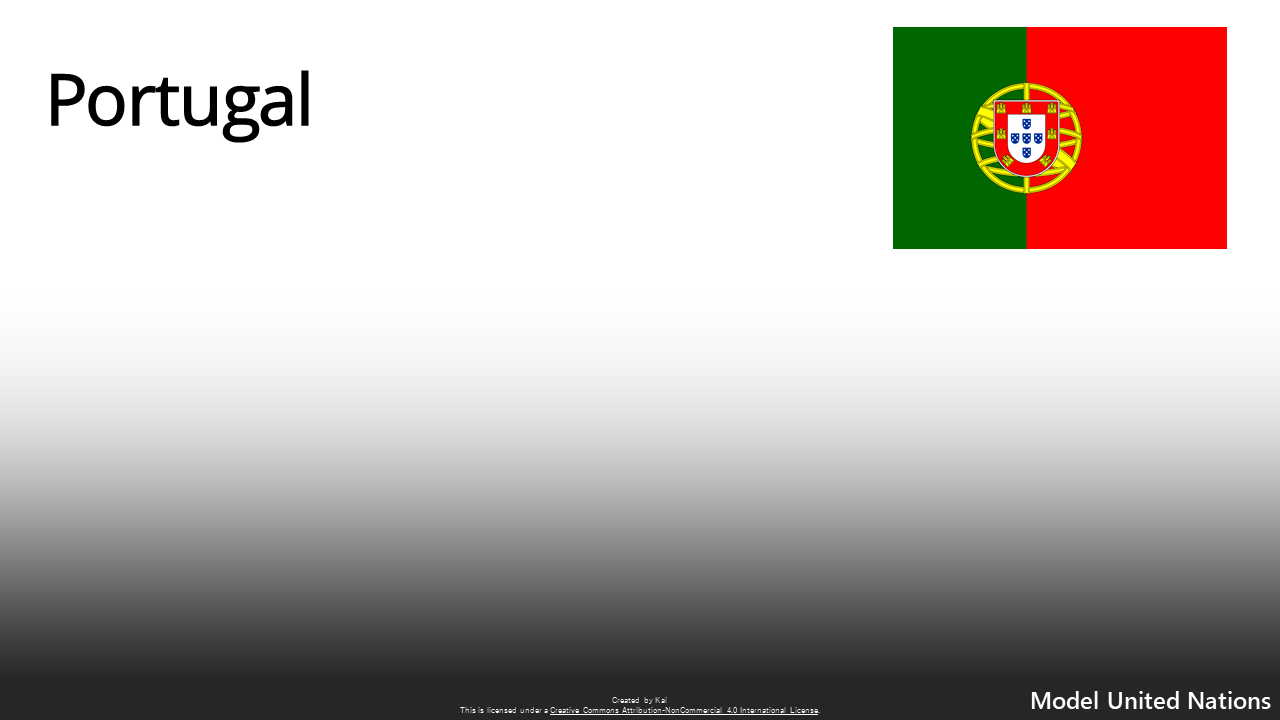 Portugal
Created by Kai
This is licensed under a Creative Commons Attribution-NonCommercial 4.0 International License.
Model United Nations